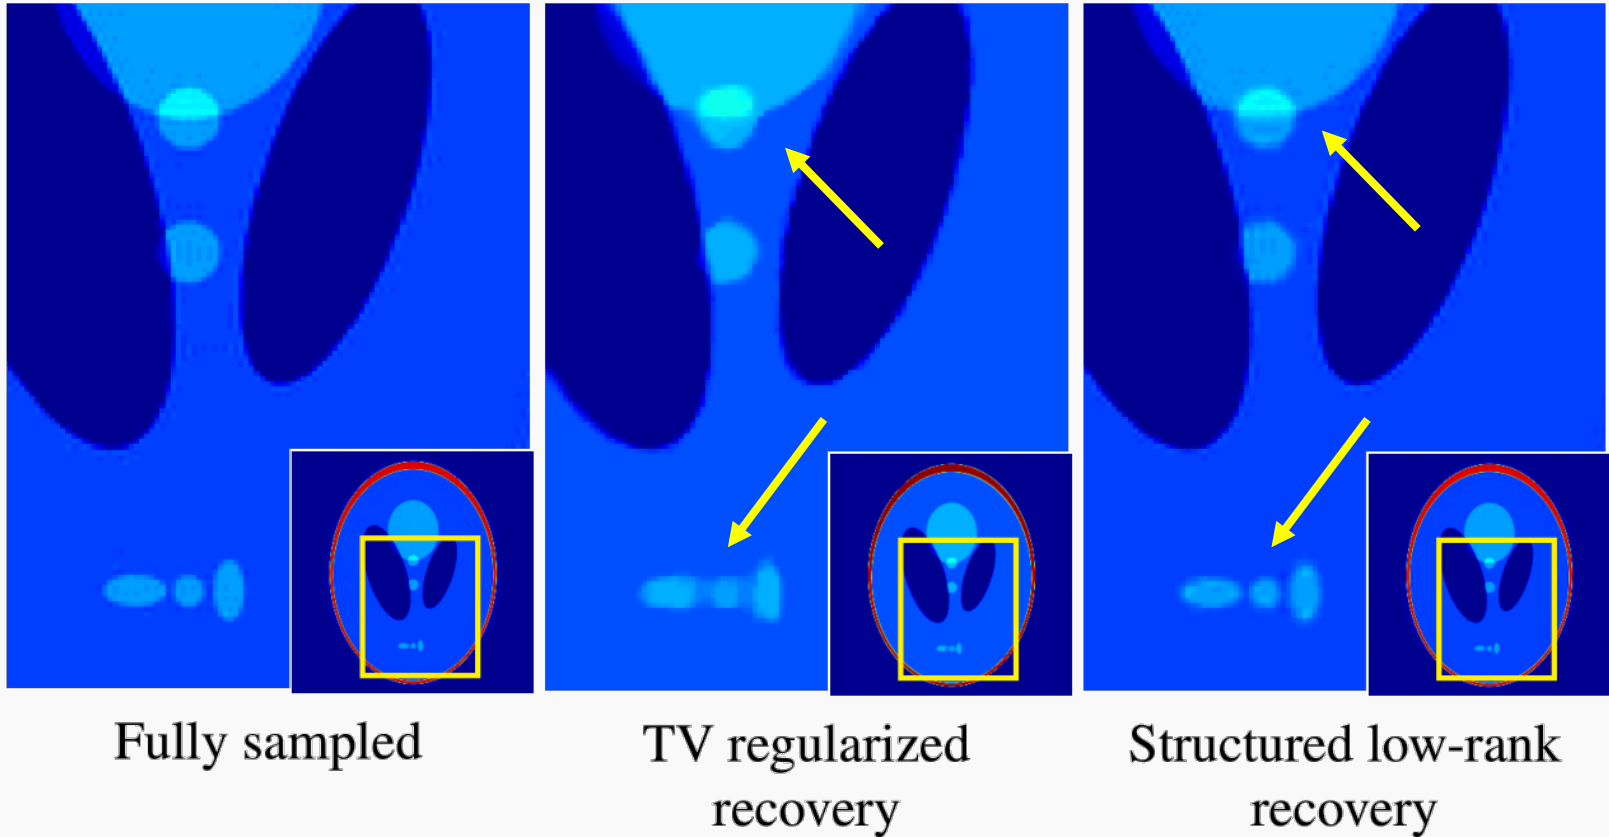 Fully sampled
TV regularized
recovery
Structured low-rank
recovery